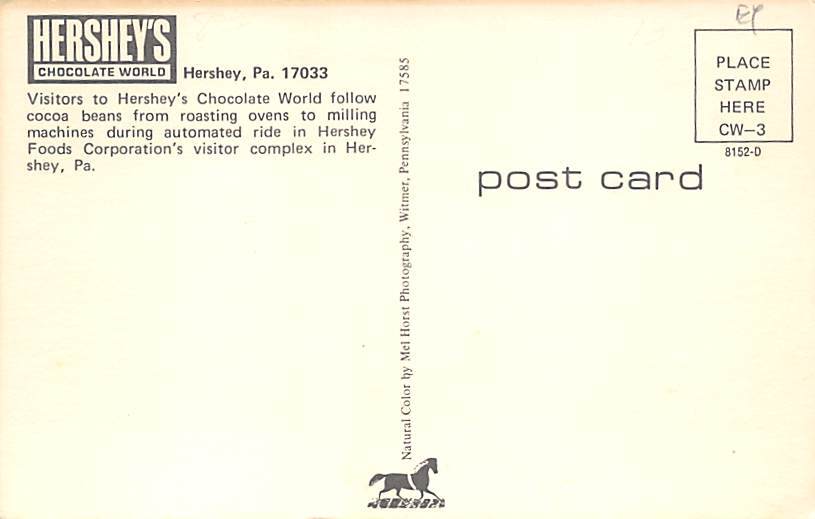 HERSHEY'S
CHOCOLATE WORLD
Hershey, Pa. 17033
Visitors to Hershey's Chocolate World follow
cocoa beans from roasting ovens to milling
machines during automated ride in Hershey
Foods Corporation's visitor complex in Her-
shey, Pa.
Natural Color by Mel Horst Photography, Witmer, Pennsylvania 17585
PLACE
STAMP
HERE
CW-3
8152-D
post card